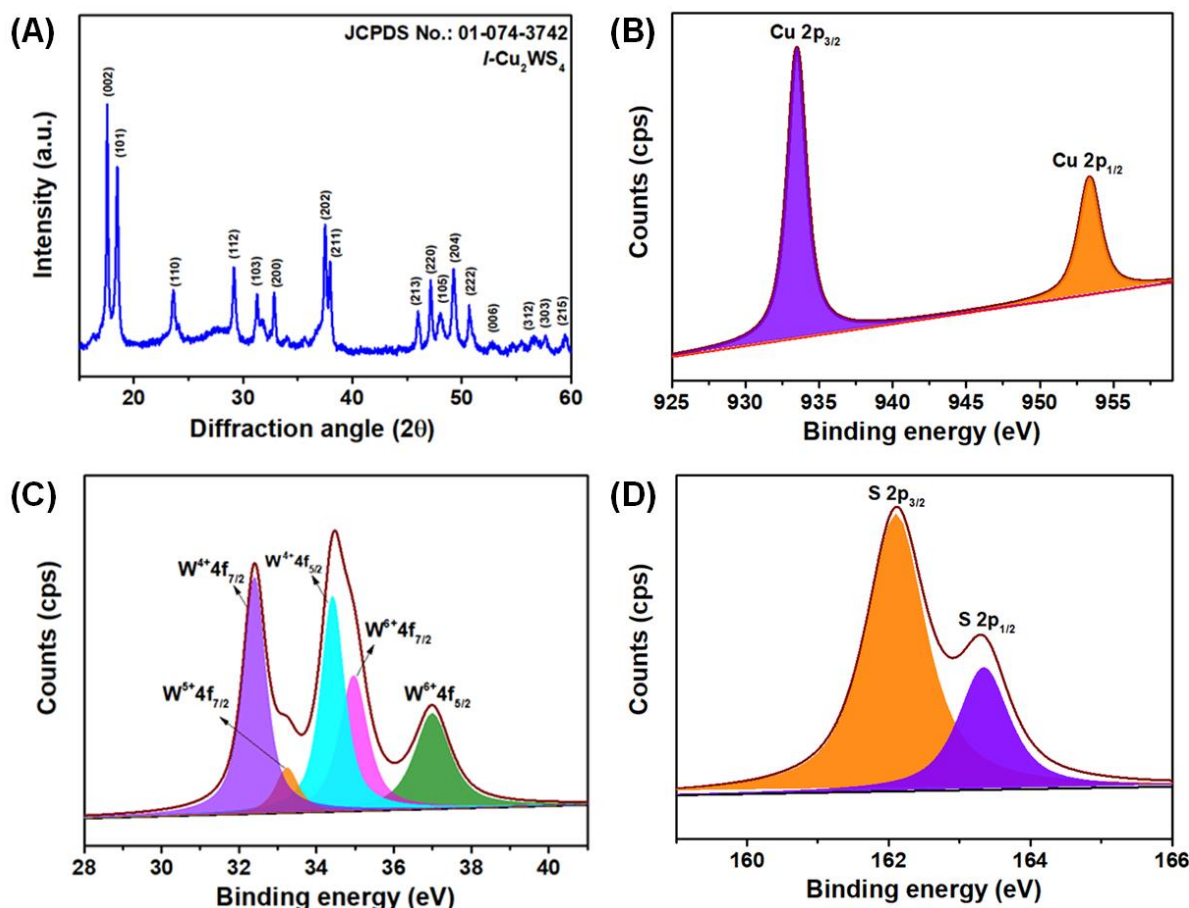 (A)
JCPDS No.: 01-074-3742
I-Cu₂WS₄
(002)
(101)
(110)
(112)
(103)
(200)
(202)
(211)
(213)
(220)
(105)
(204)
(222)
(006)
(312)
(303)
(215)
Intensity (a.u.)
20 30 40 50 60
Diffraction angle (2θ)
(B)
Cu 2p₃/₂
Cu 2p₁/₂
Counts (cps)
925 930 935 940 945 950 955
Binding energy (eV)
(C)
W⁴⁺4f₇/₂
W⁴⁺4f₅/₂
W⁶⁺4f₇/₂
W⁵⁺4f₇/₂
W⁶⁺4f₅/₂
Counts (cps)
28 30 32 34 36 38 40
Binding energy (eV)
(D)
S 2p₃/₂
S 2p₁/₂
Counts (cps)
160 162 164 166
Binding energy (eV)